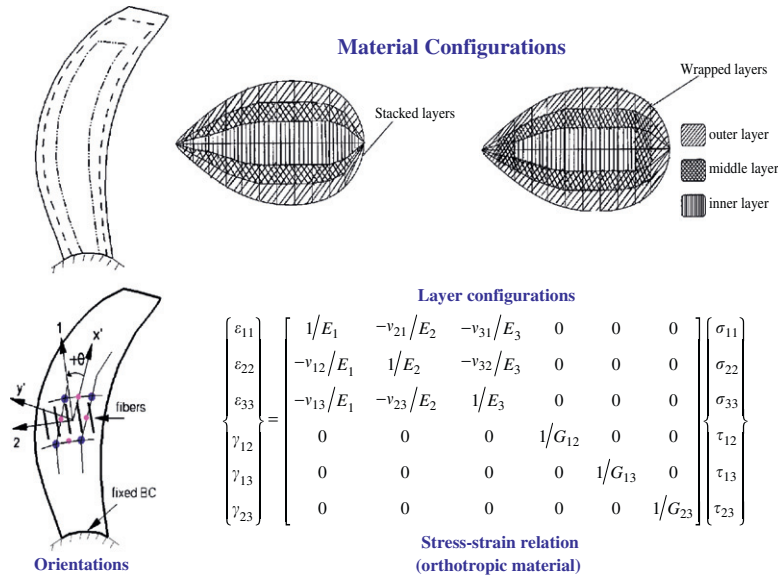 Material Configurations
Wrapped layers
Stacked layers
outer layer
middle layer
inner layer
Layer configurations
1
x'
+θ
y'
2
fibers
fixed BC
Orientations
ε11 1/E1 −ν21/E2 −ν31/E3 0 0 0 σ11
ε22 −ν12/E1 1/E2 −ν32/E3 0 0 0 σ22
ε33 = −ν13/E1 −ν23/E2 1/E3 0 0 0 σ33
γ12 0 0 0 1/G12 0 0 τ12
γ13 0 0 0 0 1/G13 0 τ13
γ23 0 0 0 0 0 1/G23 τ23
Stress-strain relation
(orthotropic material)